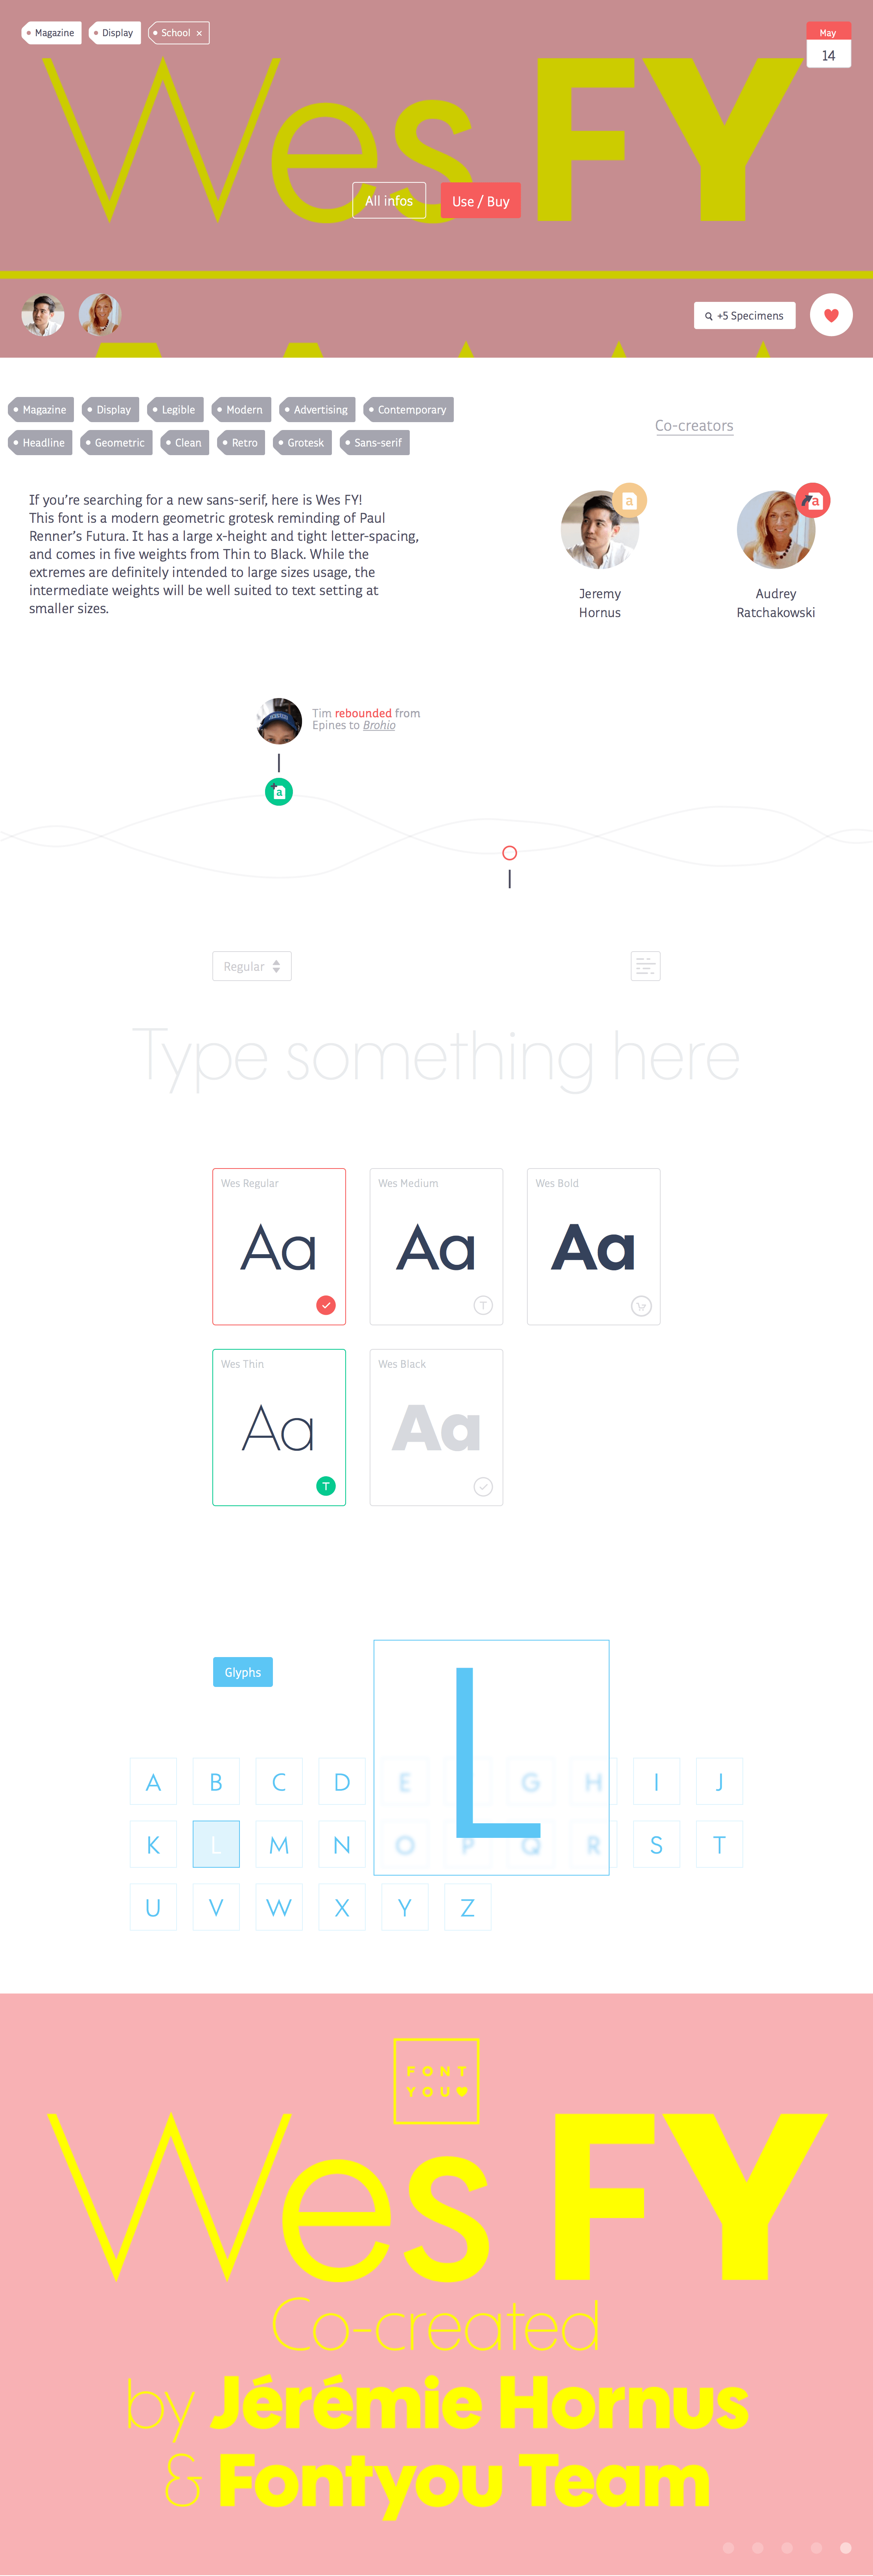 Magazine Display School ×
May
14
Wes FY
All infos Use / Buy
+5 Specimens
Magazine Display Legible Modern Advertising Contemporary
Headline Geometric Clean Retro Grotesk Sans-serif
Co-creators
If you're searching for a new sans-serif, here is Wes FY!
This font is a modern geometric grotesk reminding of Paul
Renner's Futura. It has a large x-height and tight letter-spacing,
and comes in five weights from Thin to Black. While the
extremes are definitely intended to large sizes usage, the
intermediate weights will be well suited to text setting at
smaller sizes.
a
a
Jeremy
Hornus
Audrey
Ratchakowski
Tim rebounded from
Epines to Brohio
a
Regular
Type something here
Wes Regular
Aa
Wes Medium
Aa
T
Wes Bold
Aa
Wes Thin
Aa
T
Wes Black
Aa
Glyphs
L
A B C D E G H I J
K L M N O P Q R S T
U V W X Y Z
FONT
YOU♥
Wes FY
Co-created
by Jérémie Hornus
& Fontyou Team